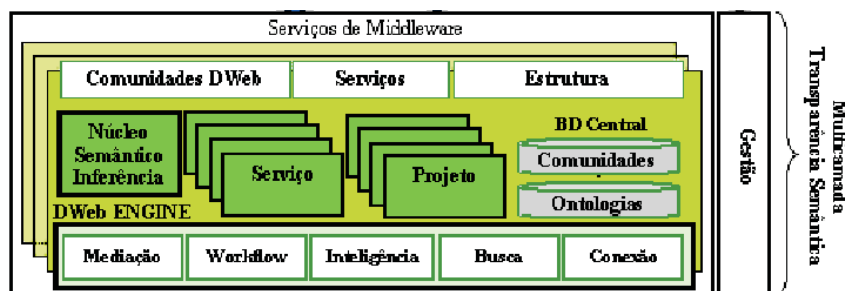 Serviços de Middleware
Comunidades DWeb
Serviços
Estrutura
Núcleo
Semântico
Inferência
Serviço
Projeto
BD Central
Comunidades
Ontologias
DWeb ENGINE
Mediação
Workflow
Inteligência
Busca
Conexão
Gestão
Multicamada
Transparência Semântica